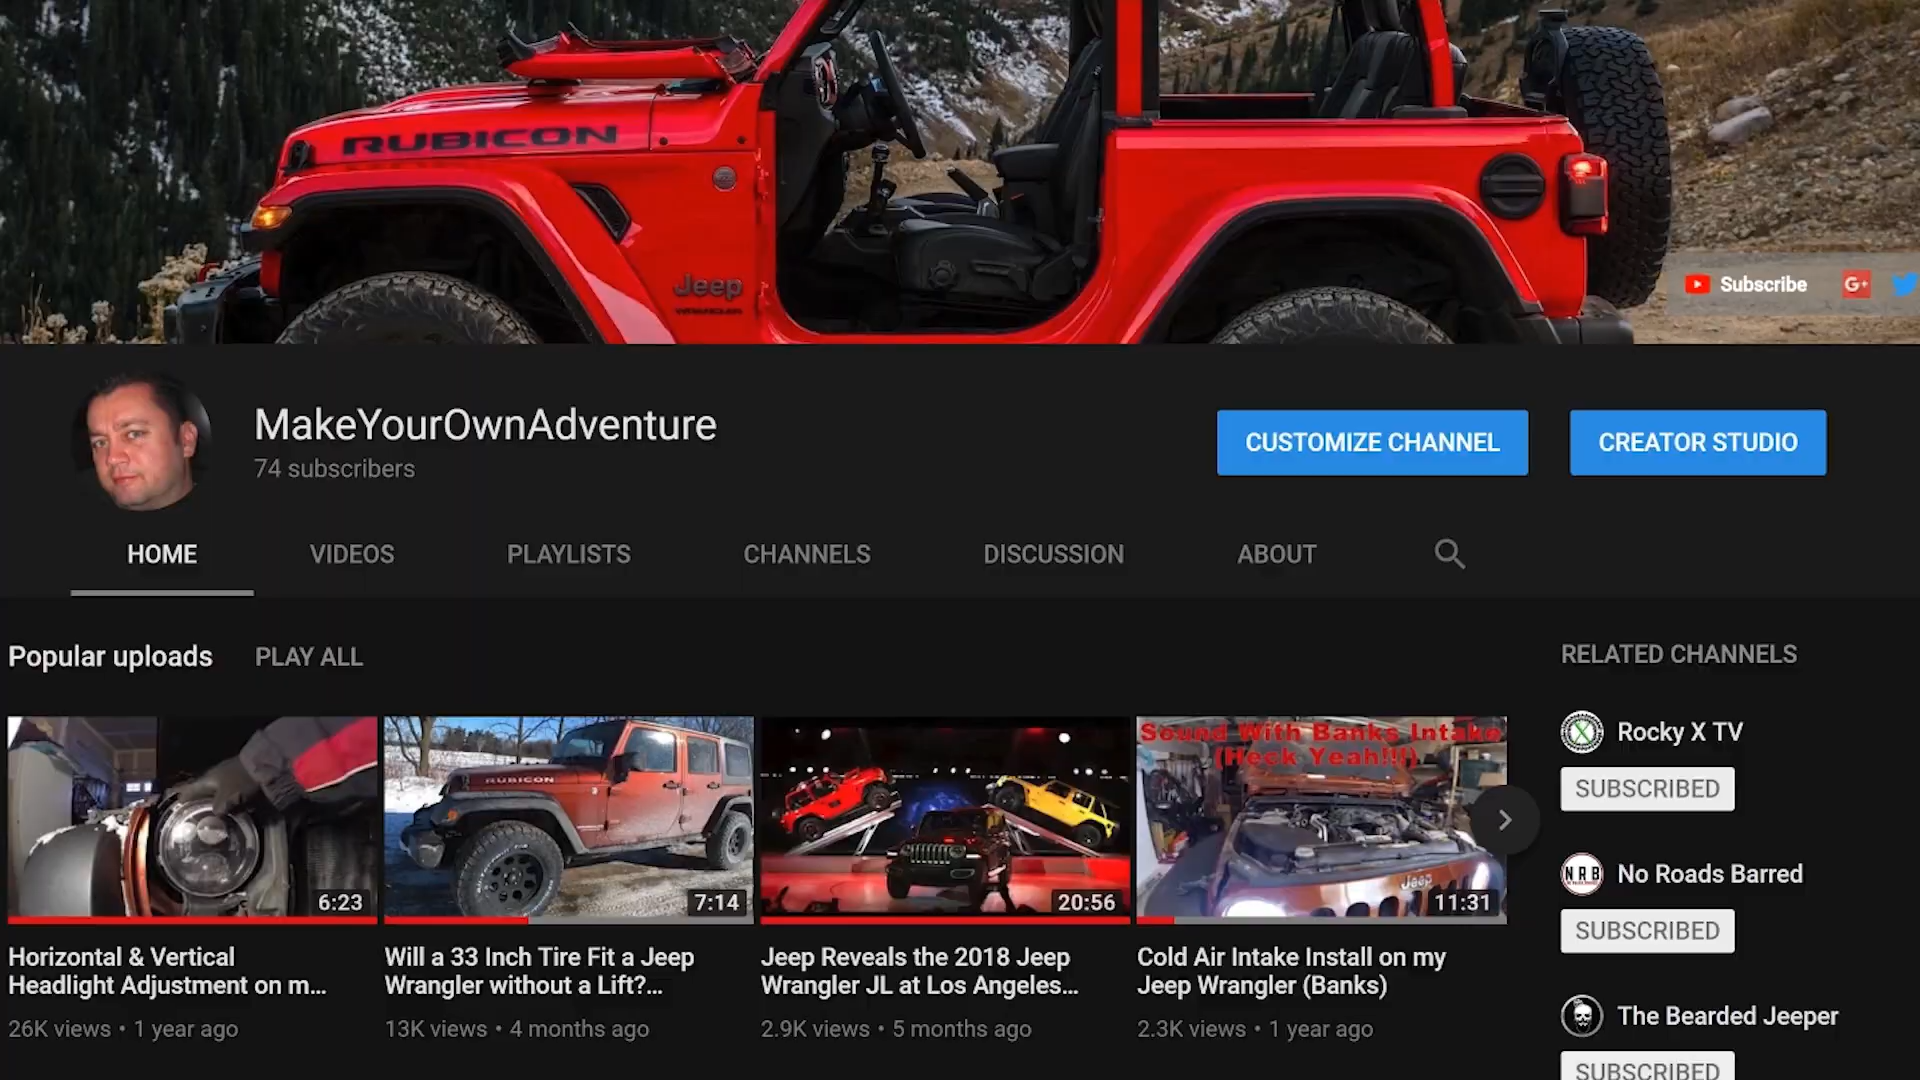 RUBICON
Jeep
WRANGLER
Subscribe
G+
MakeYourOwnAdventure
74 subscribers
CUSTOMIZE CHANNEL
CREATOR STUDIO
HOME
VIDEOS
PLAYLISTS
CHANNELS
DISCUSSION
ABOUT
Popular uploads
PLAY ALL
RUBICON
Sound With Banks Intake
(Heck Yeah!!!)
Jeep
6:23
7:14
20:56
11:31
Horizontal & Vertical
Headlight Adjustment on m...
26K views • 1 year ago
Will a 33 Inch Tire Fit a Jeep
Wrangler without a Lift?...
13K views • 4 months ago
Jeep Reveals the 2018 Jeep
Wrangler JL at Los Angeles...
2.9K views • 5 months ago
Cold Air Intake Install on my
Jeep Wrangler (Banks)
2.3K views • 1 year ago
RELATED CHANNELS
Rocky X TV
SUBSCRIBED
NRB
No Roads Barred
SUBSCRIBED
The Bearded Jeeper
SUBSCRIBED